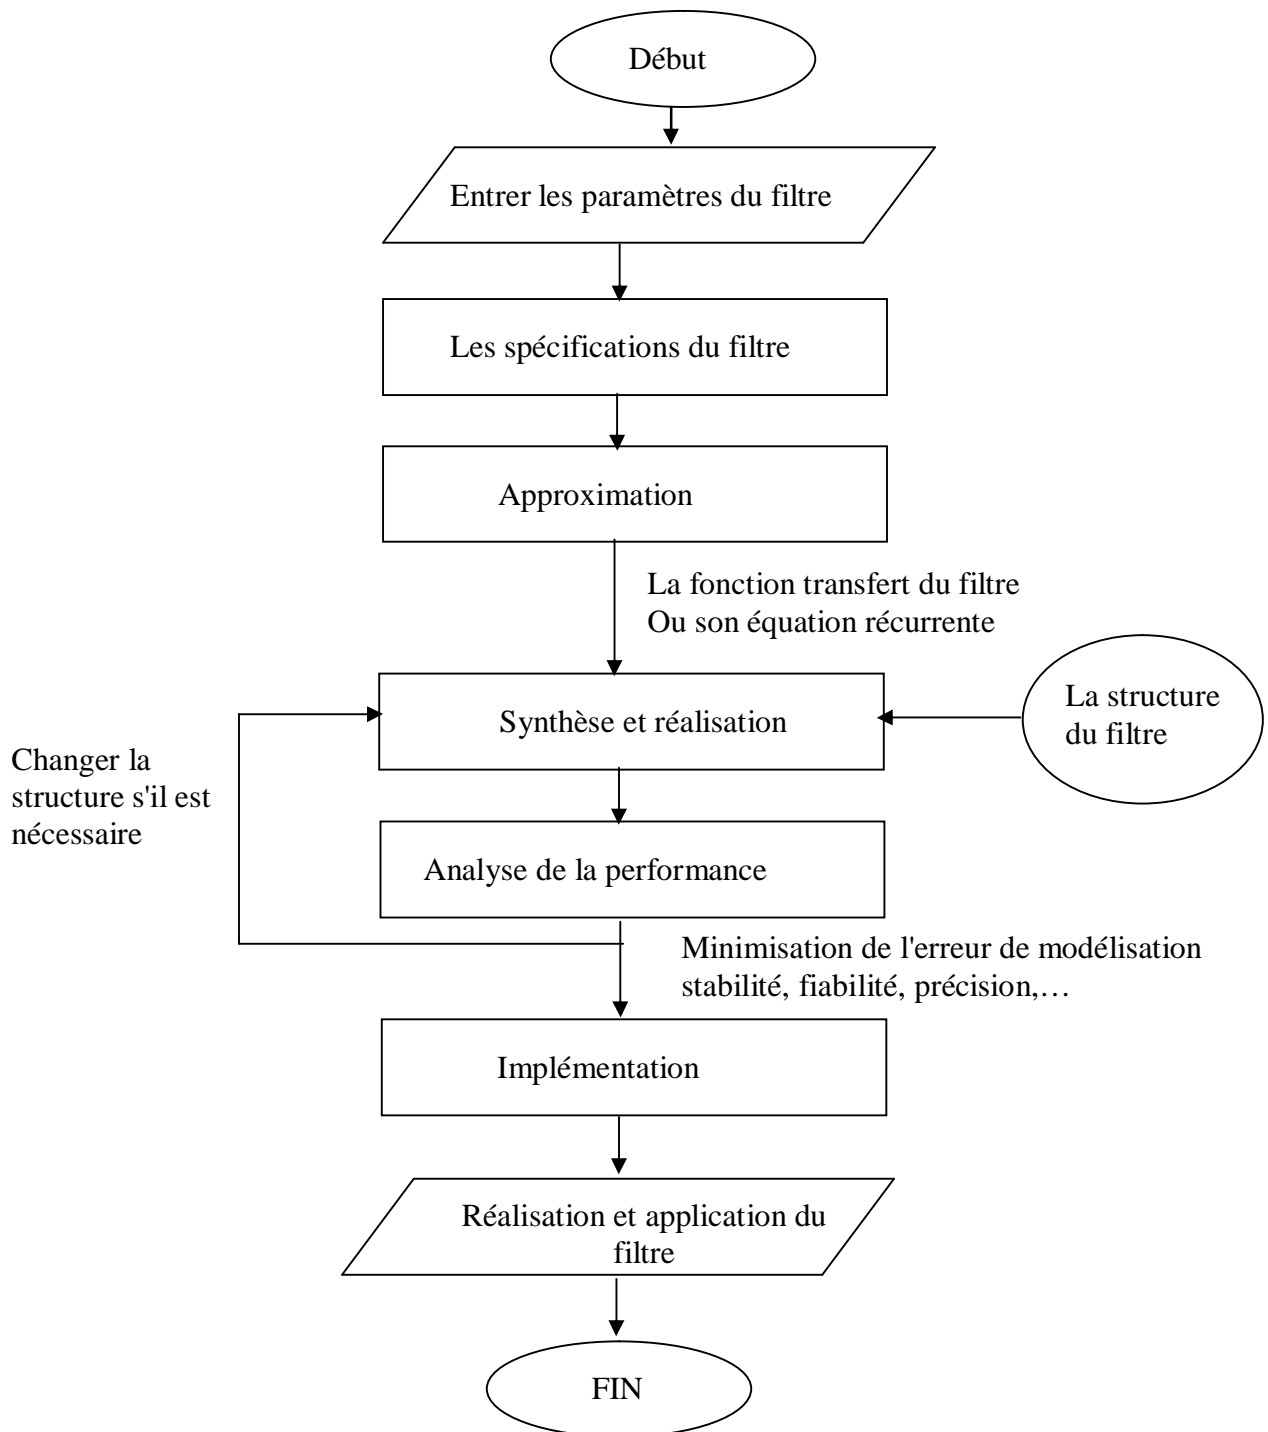 Début
Entrer les paramètres du filtre
Les spécifications du filtre
Approximation
La fonction transfert du filtre
Ou son équation récurrente
La structure
du filtre
Synthèse et réalisation
Changer la
structure s'il est
nécessaire
Analyse de la performance
Minimisation de l'erreur de modélisation
stabilité, fiabilité, précision,…
Implémentation
Réalisation et application du
filtre
FIN